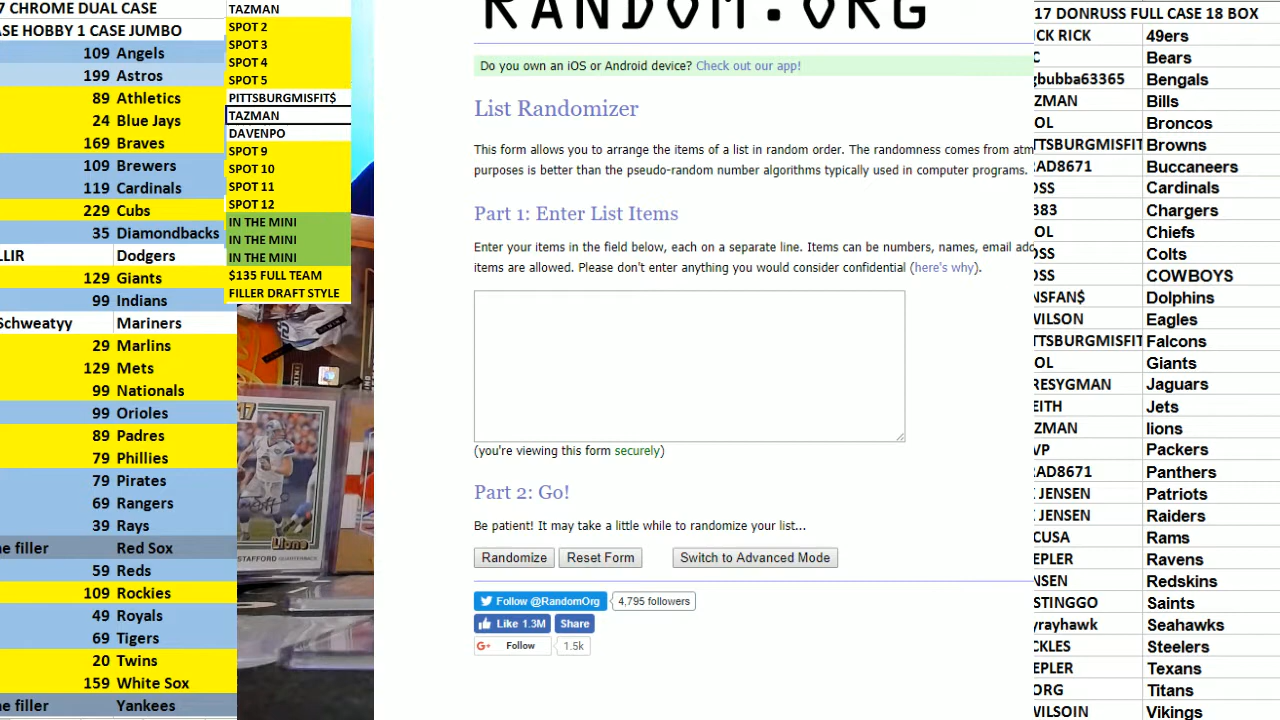 7 CHROME DUAL CASE
ASE HOBBY 1 CASE JUMBO
109 Angels
199 Astros
89 Athletics
24 Blue Jays
169 Braves
109 Brewers
119 Cardinals
229 Cubs
35 Diamondbacks
LLIR Dodgers
129 Giants
99 Indians
Schweatyy Mariners
29 Marlins
129 Mets
99 Nationals
99 Orioles
89 Padres
79 Phillies
79 Pirates
69 Rangers
39 Rays
ne filler Red Sox
59 Reds
109 Rockies
49 Royals
69 Tigers
20 Twins
159 White Sox
ne filler Yankees
TAZMAN
SPOT 2
SPOT 3
SPOT 4
SPOT 5
PITTSBURGMISFIT$
TAZMAN
DAVENPO
SPOT 9
SPOT 10
SPOT 11
SPOT 12
IN THE MINI
IN THE MINI
IN THE MINI
$135 FULL TEAM
FILLER DRAFT STYLE
17
Lions
STAFFORD QUARTERBACK
RANDOM.ORG
Do you own an iOS or Android device? Check out our app!
List Randomizer
This form allows you to arrange the items of a list in random order. The randomness comes from atm
purposes is better than the pseudo-random number algorithms typically used in computer programs.
Part 1: Enter List Items
Enter your items in the field below, each on a separate line. Items can be numbers, names, email add
items are allowed. Please don't enter anything you would consider confidential (here's why).
(you're viewing this form securely)
Part 2: Go!
Be patient! It may take a little while to randomize your list...
Randomize Reset Form Switch to Advanced Mode
Follow @RandomOrg 4,795 followers
Like 1.3M Share
G+ Follow 1.5k
17 DONRUSS FULL CASE 18 BOX
ICK RICK 49ers
C Bears
gbubba63365 Bengals
ZMAN Bills
OL Broncos
TTSBURGMISFIT Browns
RAD8671 Buccaneers
OSS Cardinals
383 Chargers
OL Chiefs
OSS Colts
OSS COWBOYS
NSFAN$ Dolphins
WILSON Eagles
TTSBURGMISFIT Falcons
OL Giants
RESYGMAN Jaguars
EITH Jets
ZMAN lions
VP Packers
RAD8671 Panthers
JENSEN Patriots
JENSEN Raiders
CUSA Rams
EPLER Ravens
NSEN Redskins
STINGGO Saints
yrayhawk Seahawks
CKLES Steelers
EPLER Texans
ORG Titans
WILSOIN Vikings